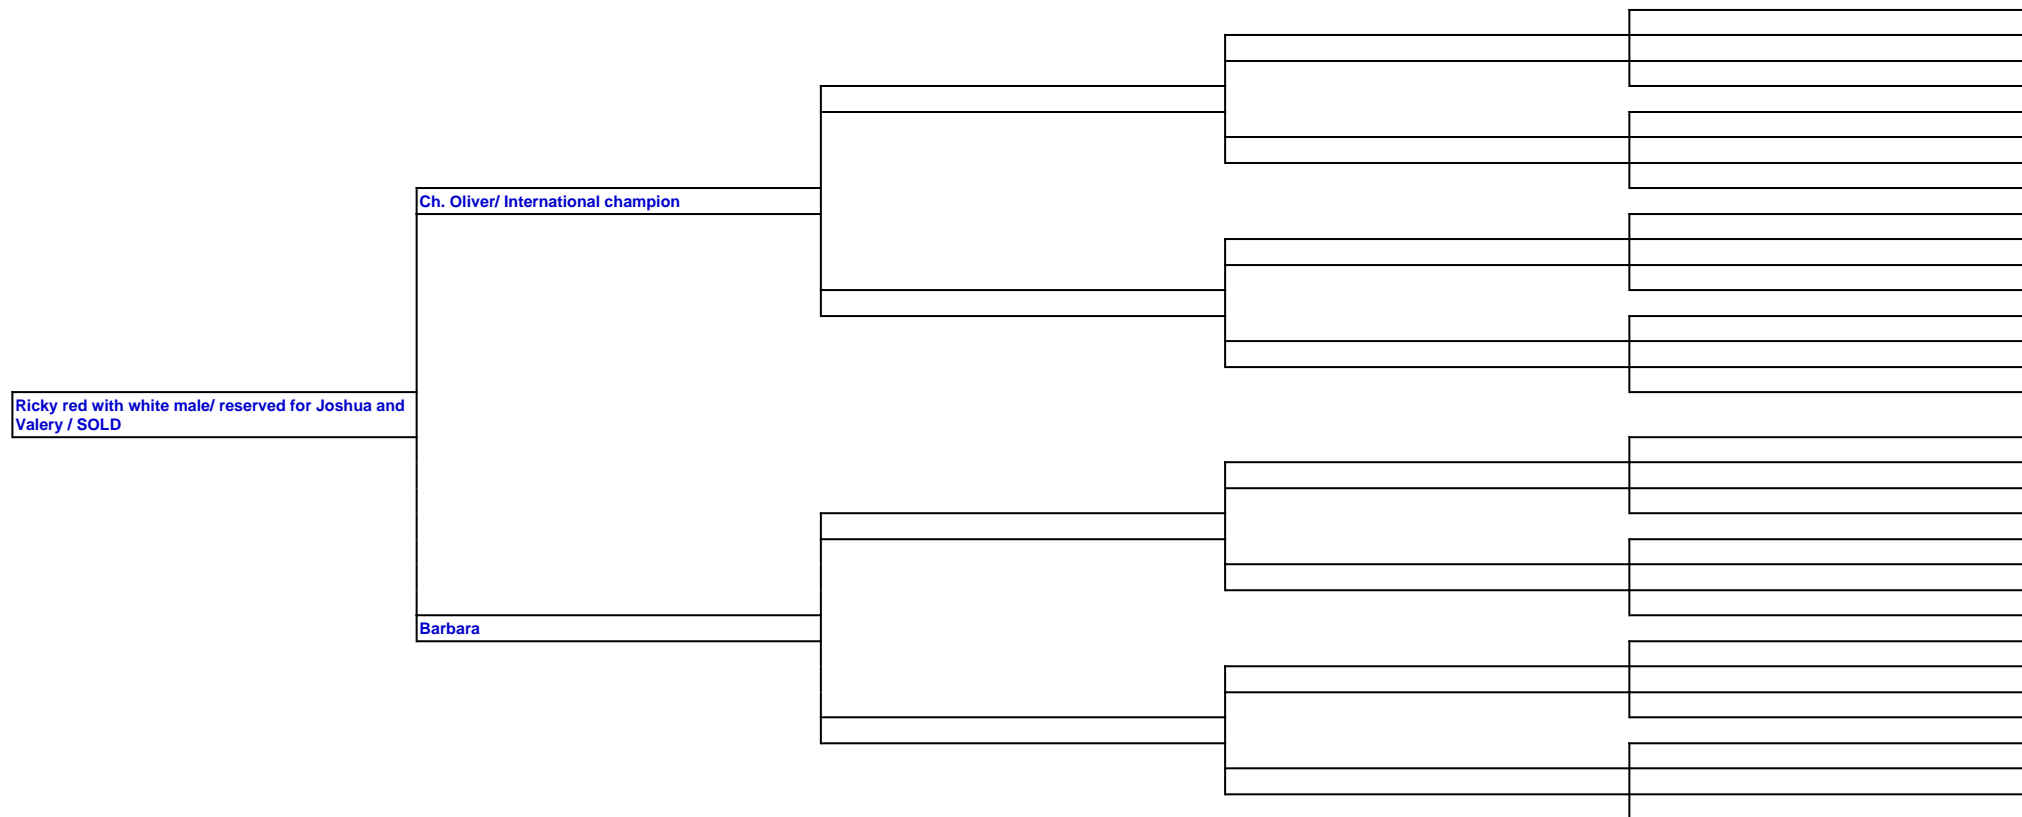 Ch. Oliver/ International champion
Ricky red with white male/ reserved for Joshua and
Valery / SOLD
Barbara